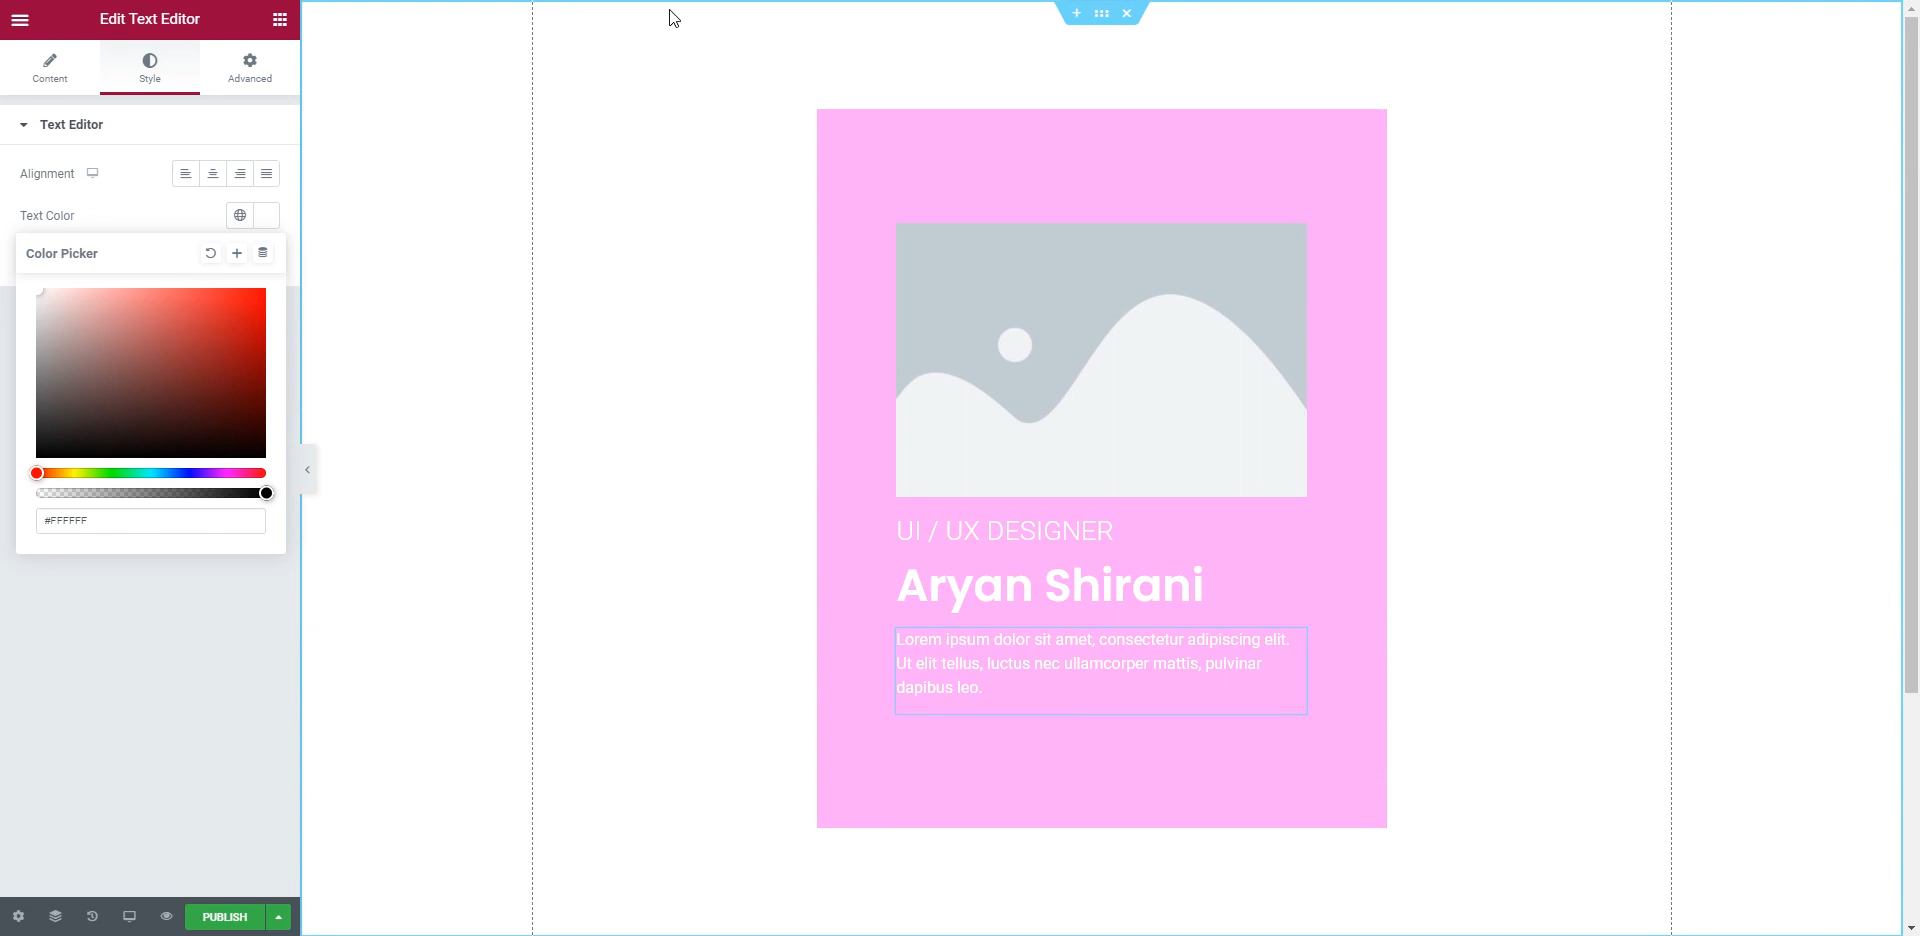 Edit Text Editor
Content
Style
Advanced
Text Editor
Alignment
Text Color
Color Picker
#FFFFFF
PUBLISH
UI / UX DESIGNER
Aryan Shirani
Lorem ipsum dolor sit amet, consectetur adipiscing elit.
Ut elit tellus, luctus nec ullamcorper mattis, pulvinar
dapibus leo.